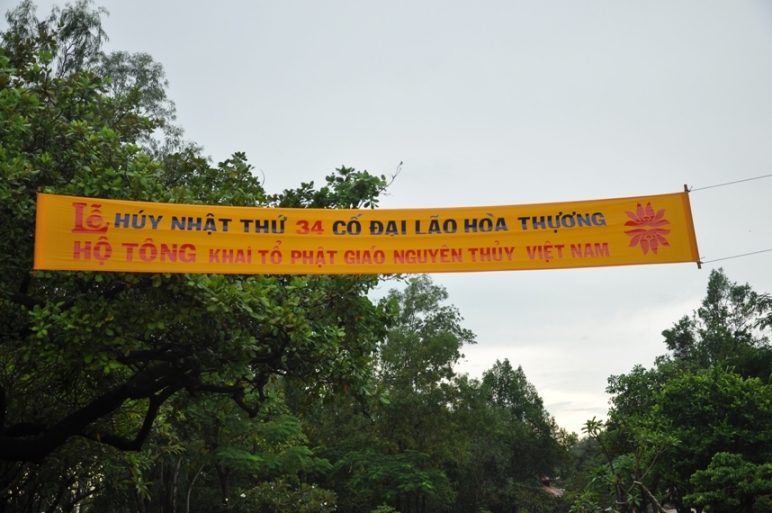 Lễ HÚY NHẬT THỨ 34 CỐ ĐẠI LÃO HÒA THƯỢNG
HỘ TÔNG KHAI TỔ PHẬT GIÁO NGUYÊN THỦY VIỆT NAM